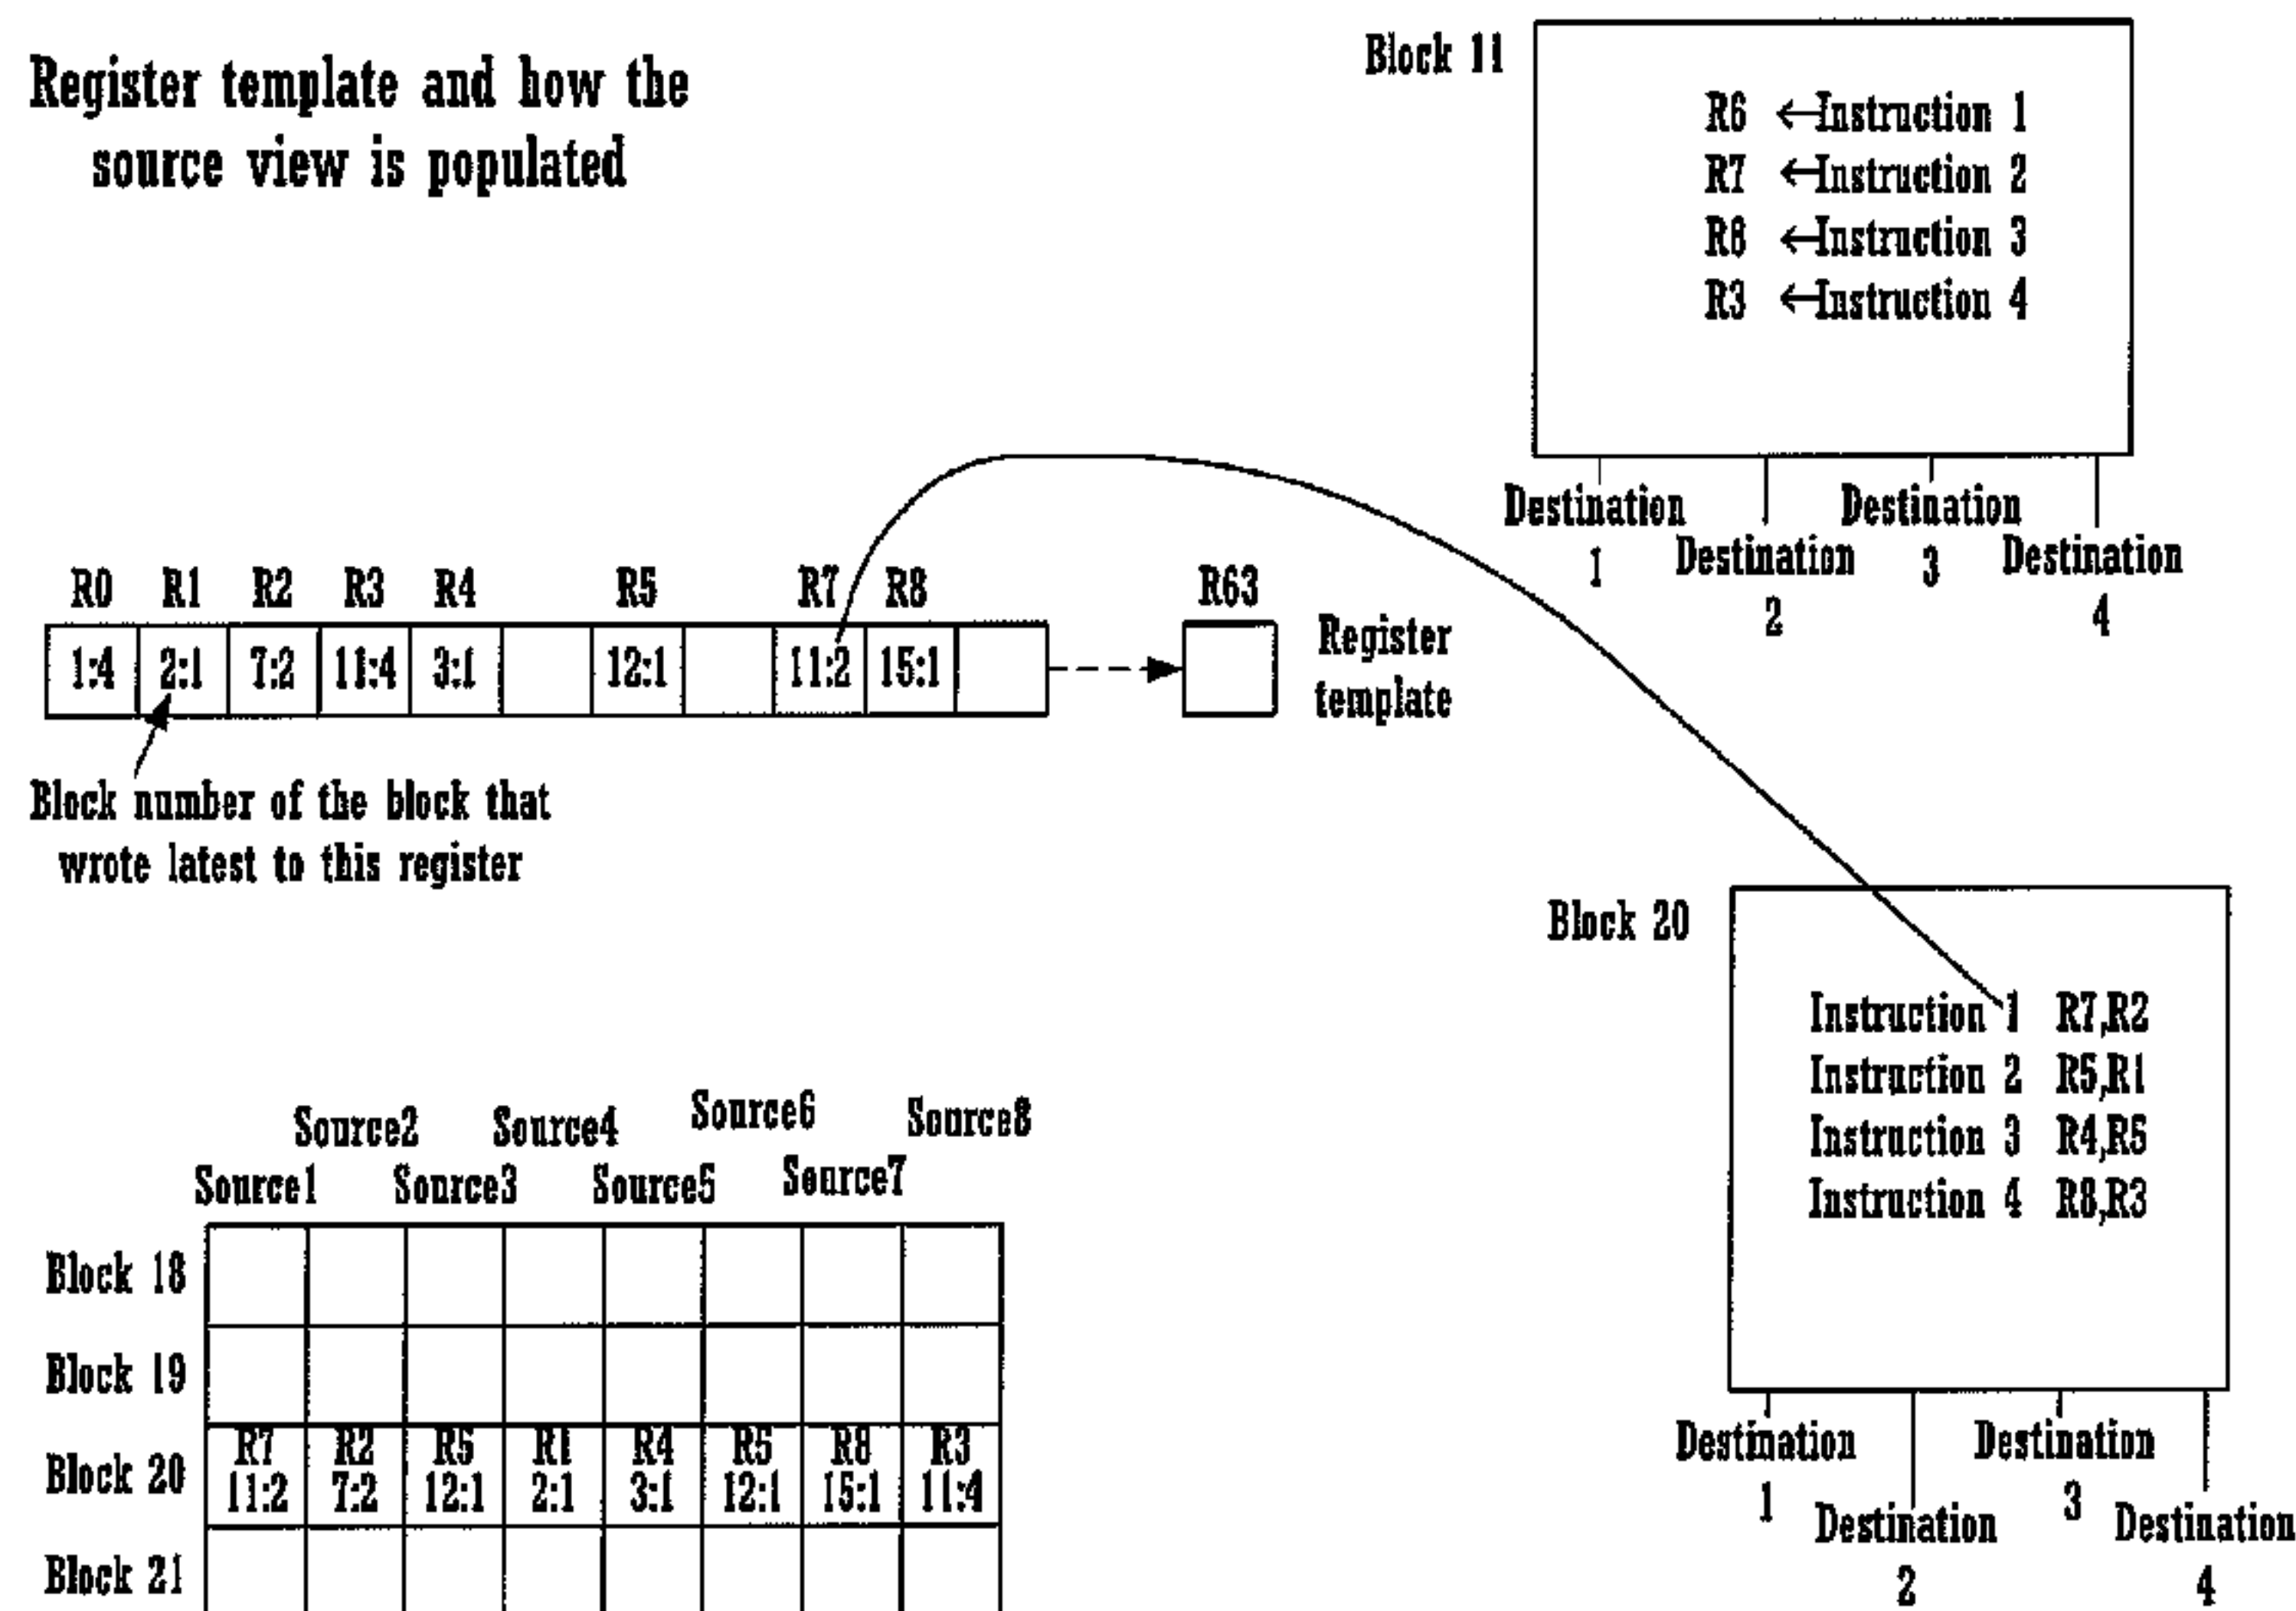 Register template and how the
source view is populated
Block 11
R6 ←Instruction 1
R7 ←Instruction 2
R8 ←Instruction 3
R3 ←Instruction 4
Destination 1
Destination 2
Destination 3
Destination 4
R0 R1 R2 R3 R4 R5 R7 R8 R63
1:4 2:1 7:2 11:4 3:1 12:1 11:2 15:1
Register
template
Block number of the block that
wrote latest to this register
Block 20
Instruction 1 R7,R2
Instruction 2 R5,R1
Instruction 3 R4,R5
Instruction 4 R8,R3
Destination 1
Destination 2
Destination 3
Destination 4
Source1 Source2 Source3 Source4 Source5 Source6 Source7 Source8
Block 18
Block 19
Block 20
R7 R2 R5 R1 R4 R5 R8 R3
11:2 7:2 12:1 2:1 3:1 12:1 15:1 11:4
Block 21